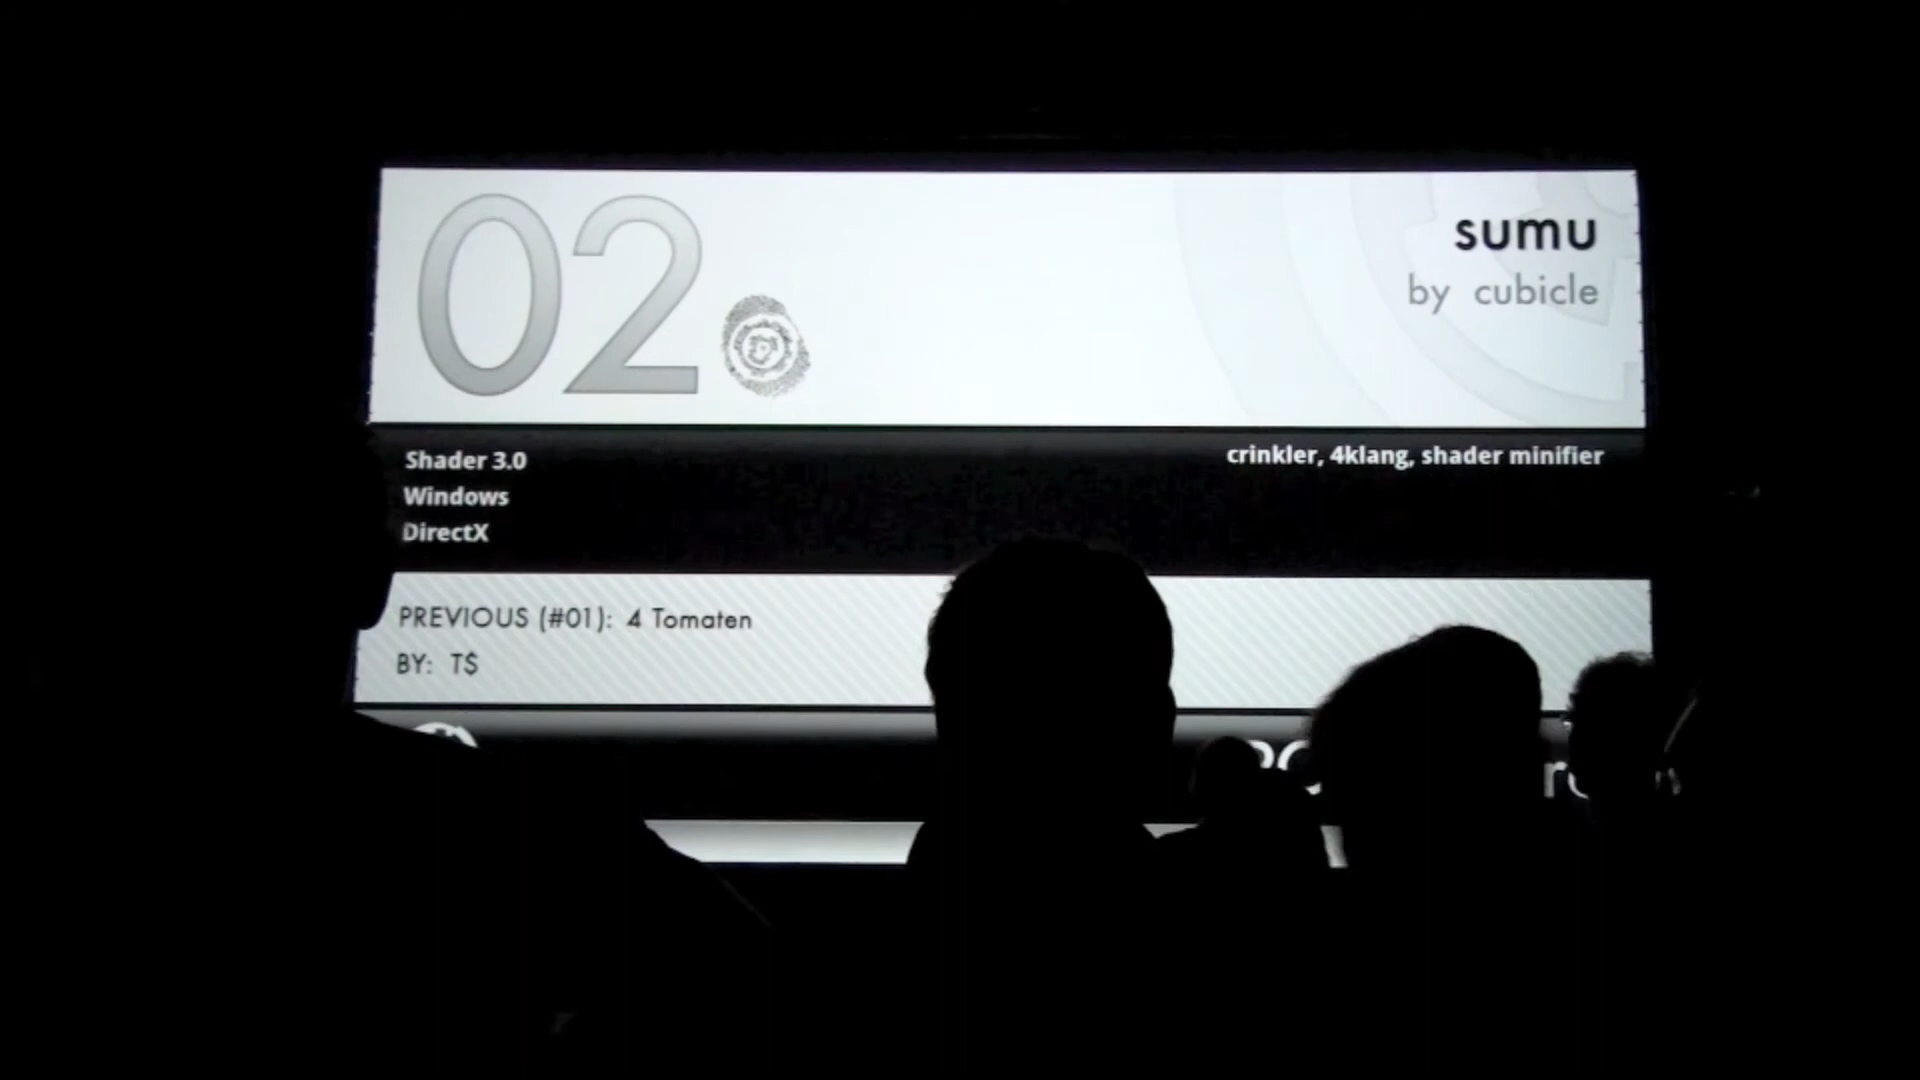 02
sumu
by cubicle
Shader 3.0
Windows
DirectX
crinkler, 4klang, shader minifier
PREVIOUS (#01): 4 Tomaten
BY: T$